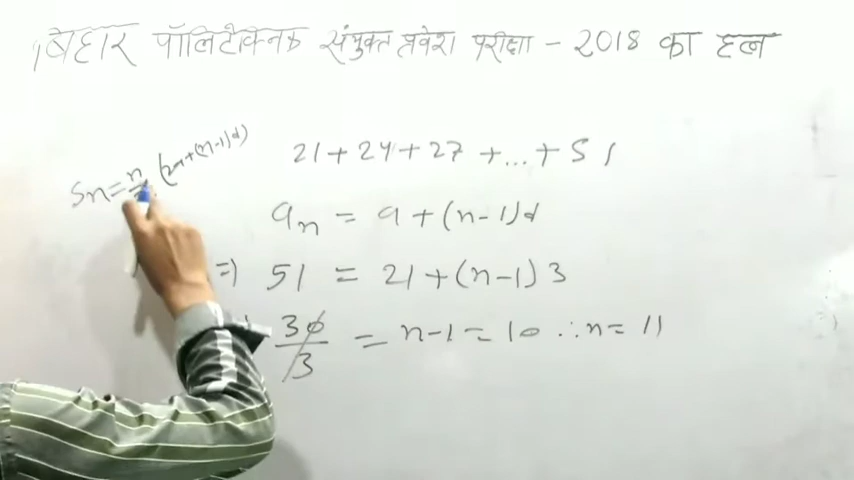 बिहार पॉलिटेक्निक संयुक्त प्रवेश परीक्षा - 2018 का हल
21 + 24 + 27 + ... + 51
Sn = n (2a+(n-1)d)
an = a + (n-1)d
=) 51 = 21 + (n-1) 3
30/3 = n-1 = 10 ∴ n = 11